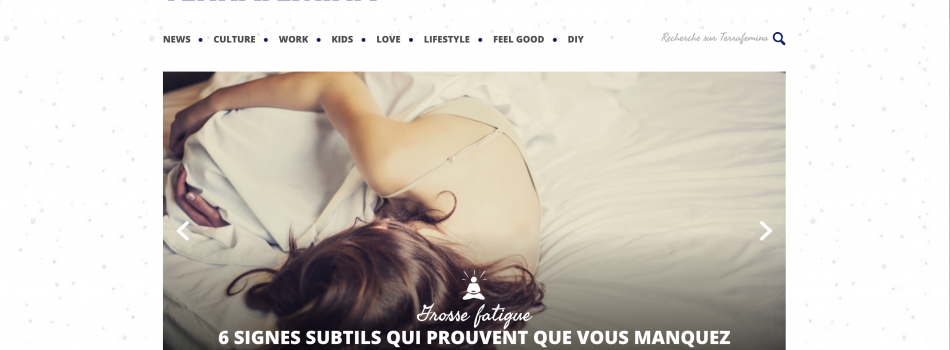 NEWS • CULTURE • WORK • KIDS • LOVE • LIFESTYLE • FEEL GOOD • DIY
Recherche sur Terrafemina
Grosse fatigue
6 SIGNES SUBTILS QUI PROUVENT QUE VOUS MANQUEZ